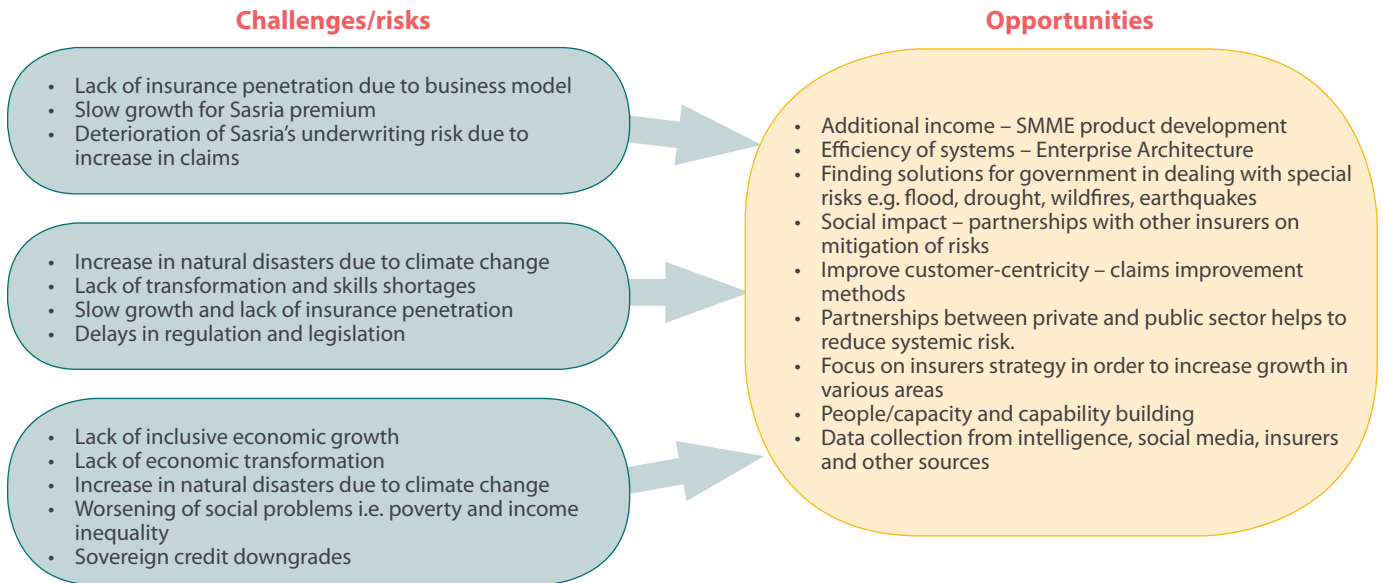 Challenges/risks
• Lack of insurance penetration due to business model
• Slow growth for Sasria premium
• Deterioration of Sasria’s underwriting risk due to
increase in claims
• Increase in natural disasters due to climate change
• Lack of transformation and skills shortages
• Slow growth and lack of insurance penetration
• Delays in regulation and legislation
• Lack of inclusive economic growth
• Lack of economic transformation
• Increase in natural disasters due to climate change
• Worsening of social problems i.e. poverty and income
inequality
• Sovereign credit downgrades
Opportunities
• Additional income – SMME product development
• Efficiency of systems – Enterprise Architecture
• Finding solutions for government in dealing with special
risks e.g. flood, drought, wildfires, earthquakes
• Social impact – partnerships with other insurers on
mitigation of risks
• Improve customer-centricity – claims improvement
methods
• Partnerships between private and public sector helps to
reduce systemic risk.
• Focus on insurers strategy in order to increase growth in
various areas
• People/capacity and capability building
• Data collection from intelligence, social media, insurers
and other sources